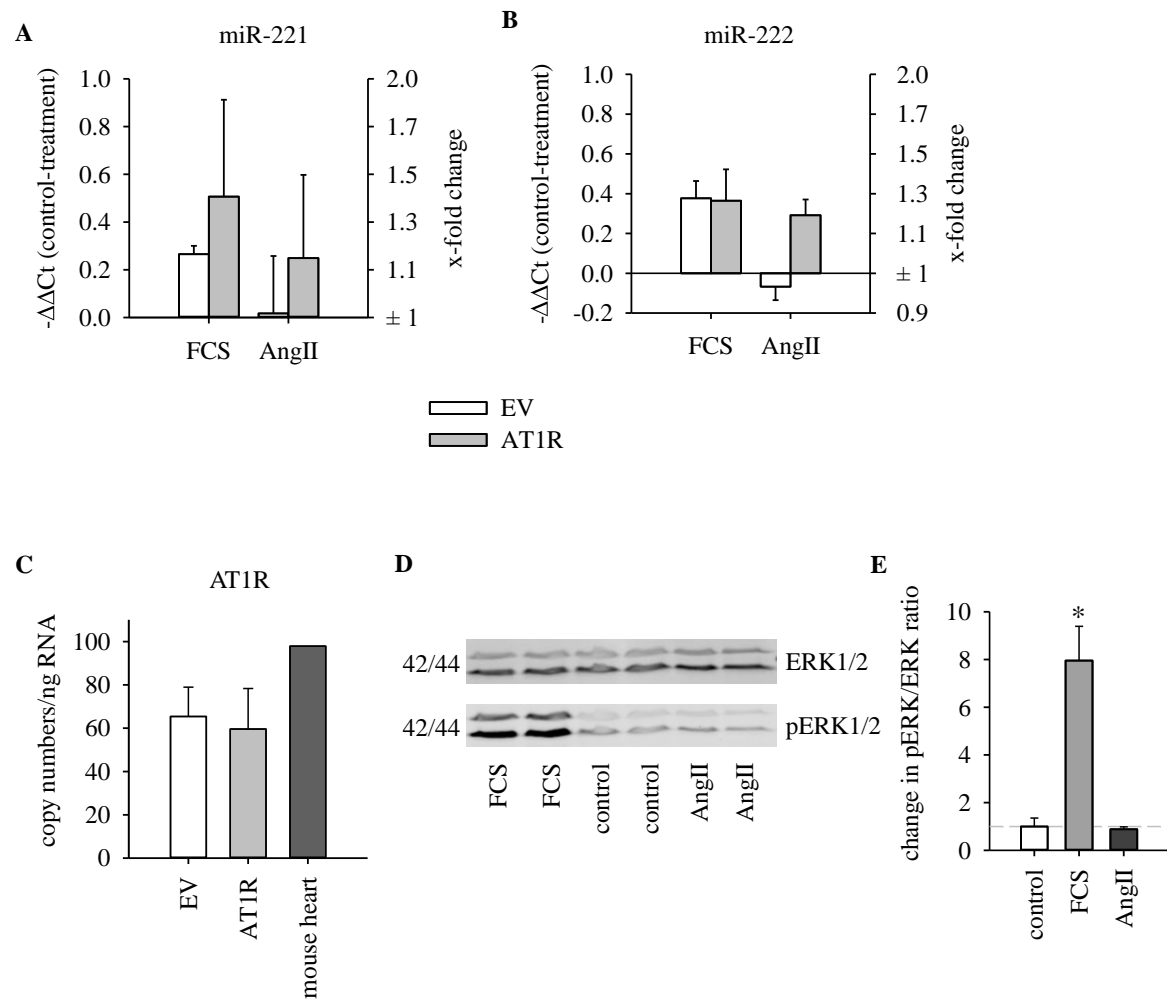 A
miR-221
-ΔΔCt (control-treatment)
1.0
0.8
0.6
0.4
0.2
0.0
2.0
1.7
1.5
1.3
1.1
± 1
x-fold change
FCS AngII
B
miR-222
-ΔΔCt (control-treatment)
1.0
0.8
0.6
0.4
0.2
0.0
-0.2
2.0
1.7
1.5
1.3
1.1
± 1
0.9
x-fold change
FCS AngII
EV
AT1R
C
AT1R
copy numbers/ng RNA
100
80
60
40
20
0
EV
AT1R
mouse heart
D
42/44 ERK1/2
42/44 pERK1/2
FCS
FCS
control
control
AngII
AngII
E
change in pERK/ERK ratio
10
8
6
4
2
0
*
control
FCS
AngII